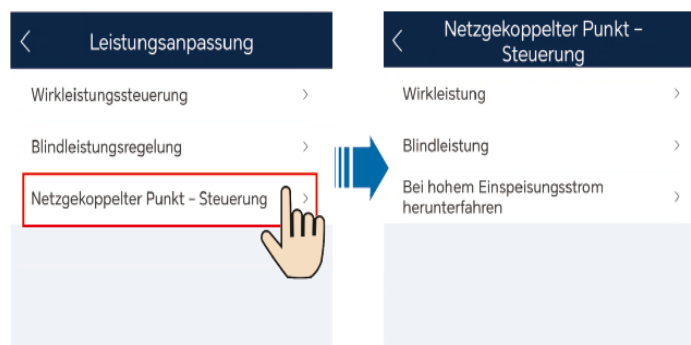 Leistungsanpassung
Wirkleistungssteuerung
Blindleistungsregelung
Netzgekoppelter Punkt – Steuerung
Netzgekoppelter Punkt –
Steuerung
Wirkleistung
Blindleistung
Bei hohem Einspeisungsstrom
herunterfahren